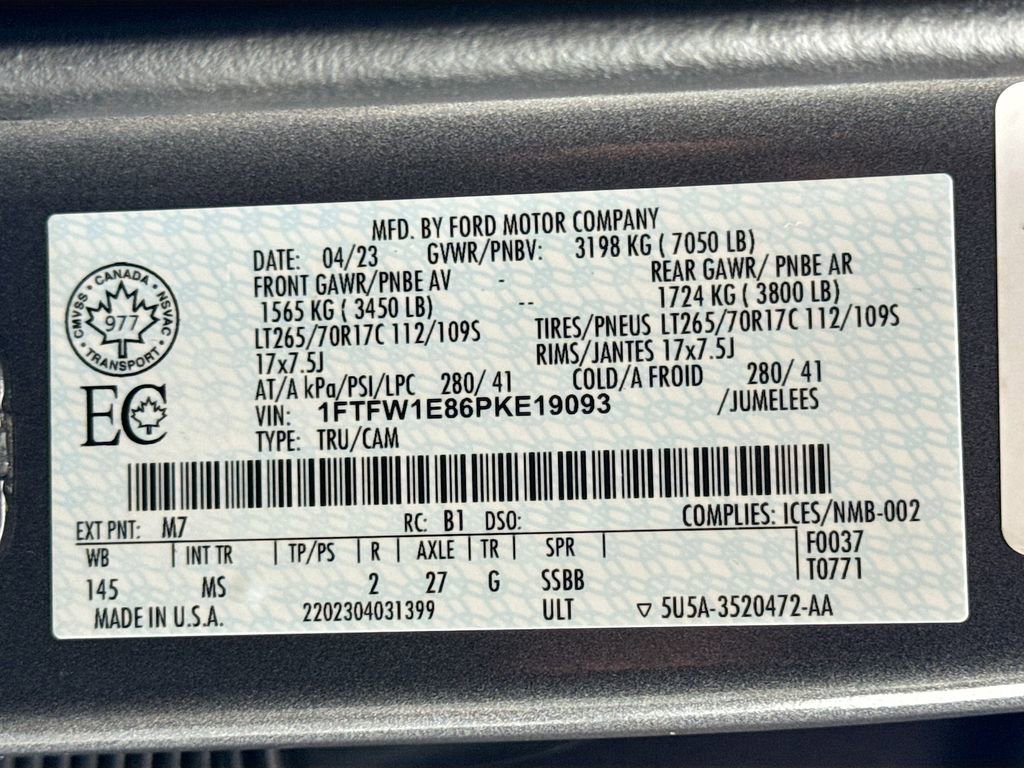 MFD. BY FORD MOTOR COMPANY
DATE: 04/23 GVWR/PNBV: 3198 KG ( 7050 LB)
FRONT GAWR/PNBE AV - REAR GAWR/ PNBE AR
1565 KG ( 3450 LB) -- 1724 KG ( 3800 LB)
LT265/70R17C 112/109S TIRES/PNEUS LT265/70R17C 112/109S
17x7.5J RIMS/JANTES 17x7.5J
AT/A kPa/PSI/LPC 280/ 41 COLD/A FROID 280/ 41
VIN: 1FTFW1E86PKE19093 /JUMELEES
TYPE: TRU/CAM
CANADA
CMVSS 977 NSVAC
TRANSPORT
EC
EXT PNT: M7 RC: B1 DSO: COMPLIES: ICES/NMB-002
WB | INT TR | TP/PS | R | AXLE | TR | SPR | F0037
145 MS 2 27 G SSBB T0771
MADE IN U.S.A. 2202304031399 ULT ▽ 5U5A-3520472-AA